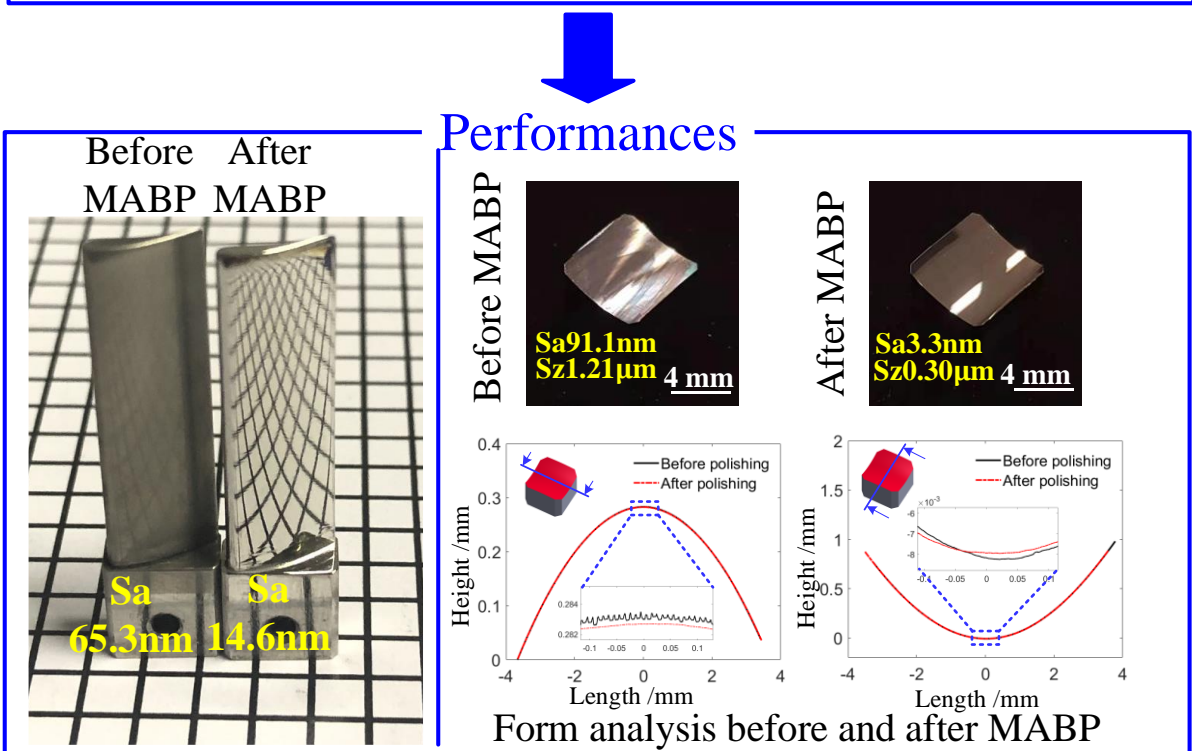 Performances
Before After
MABP MABP
Sa Sa
65.3nm 14.6nm
Before MABP
Sa91.1nm
Sz1.21μm 4 mm
After MABP
Sa3.3nm
Sz0.30μm 4 mm
Height /mm
0.4
0.3
0.2
0.1
0
Before polishing
After polishing
0.284
0.282
-0.1 -0.05 0 0.05 0.1
-4 -2 0 2 4
Length /mm
Height /mm
2
1.5
1
0.5
0
Before polishing
After polishing
×10⁻³
-6
-7
-8
-0.1 -0.05 0 0.05 0.1
-4 -2 0 2 4
Length /mm
Form analysis before and after MABP